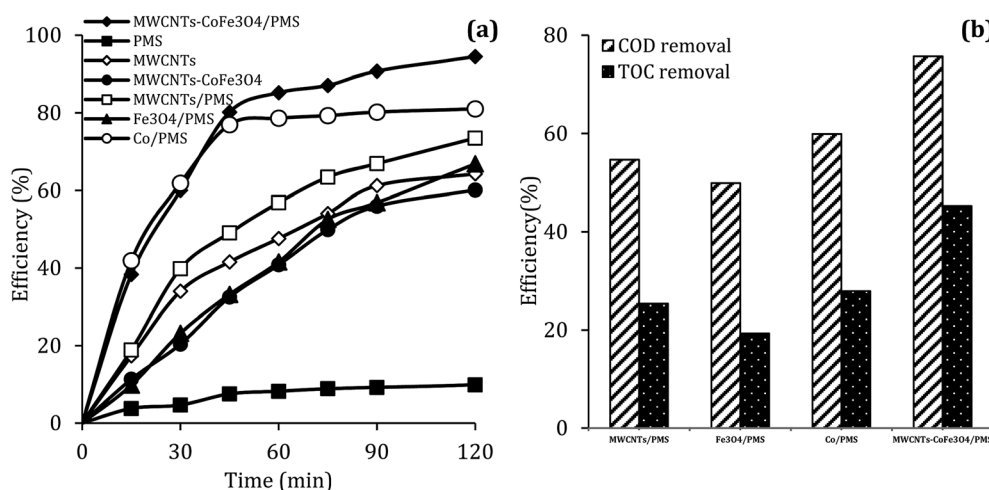 (a)
MWCNTs-CoFe3O4/PMS
PMS
MWCNTs
MWCNTs-CoFe3O4
MWCNTs/PMS
Fe3O4/PMS
Co/PMS
100
80
60
40
20
0
Efficiency (%)
0 30 60 90 120
Time (min)
(b)
COD removal
TOC removal
80
60
40
20
0
Efficiency(%)
MWCNTs/PMS Fe3O4/PMS Co/PMS MWCNTs-CoFe3O4/PMS